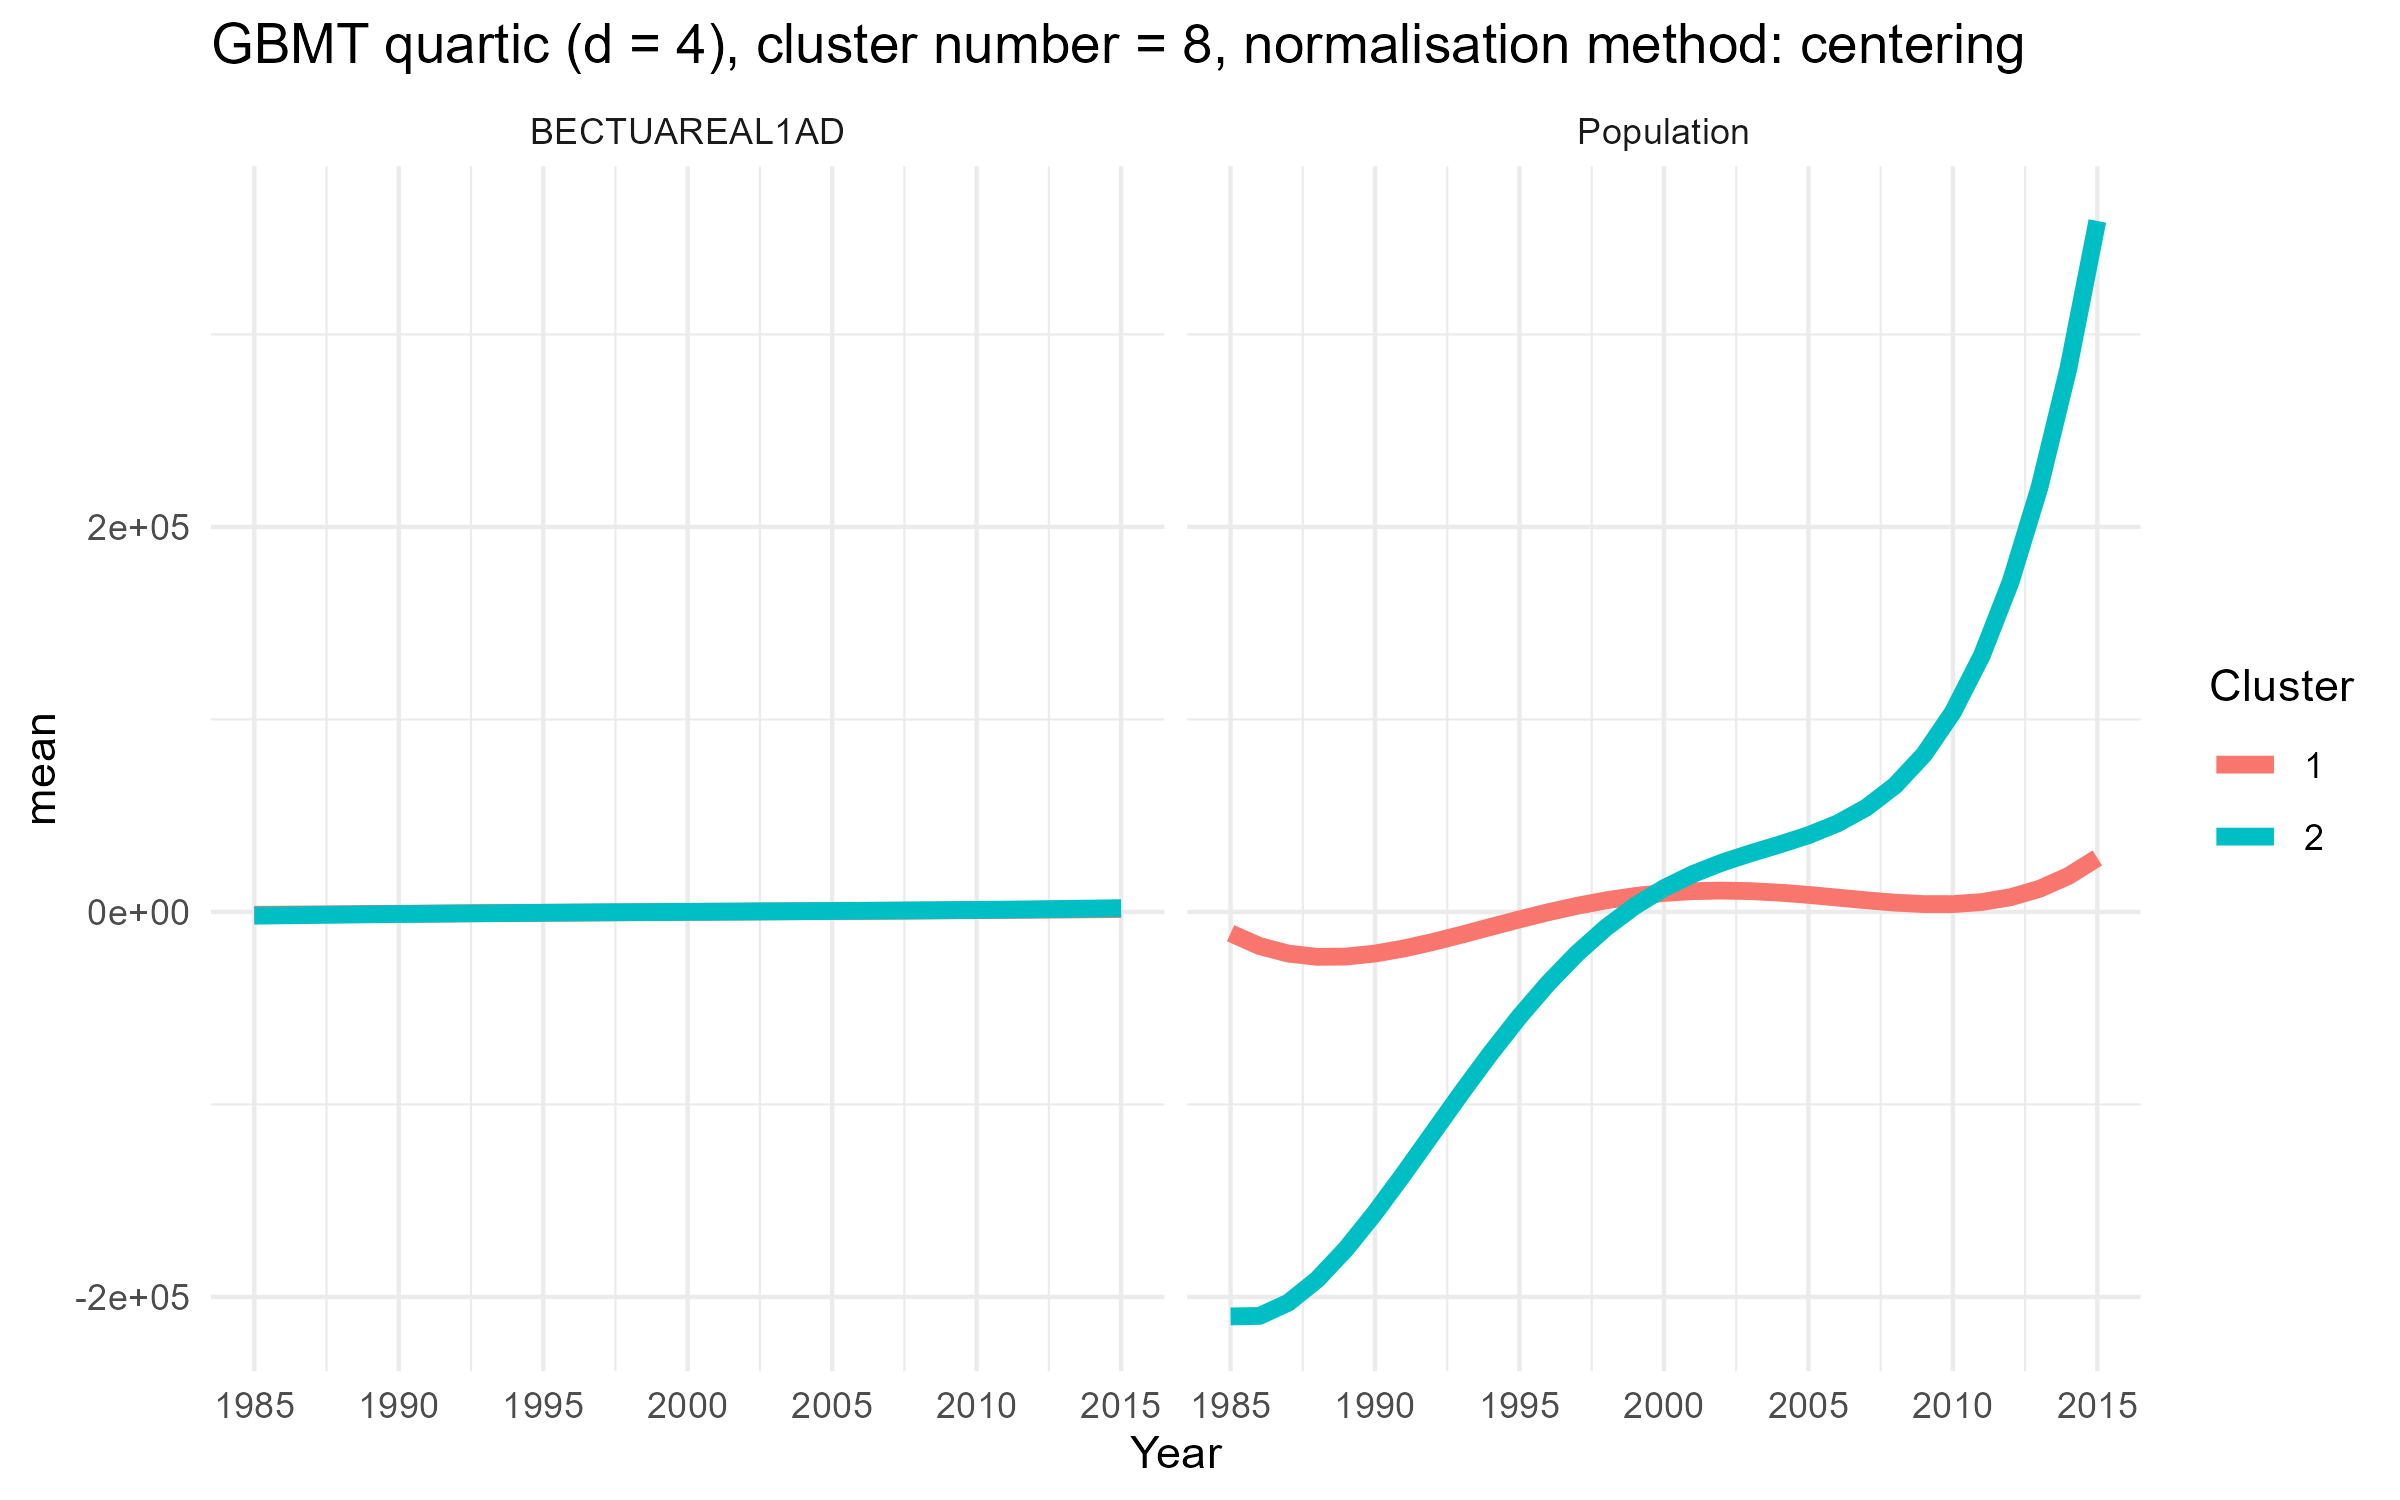 GBMT quartic (d = 4), cluster number = 8, normalisation method: centering
BECTUAREAL1AD
Population
mean
2e+05
0e+00
-2e+05
1985 1990 1995 2000 2005 2010 2015
1985 1990 1995 2000 2005 2010 2015
Year
Cluster
1
2